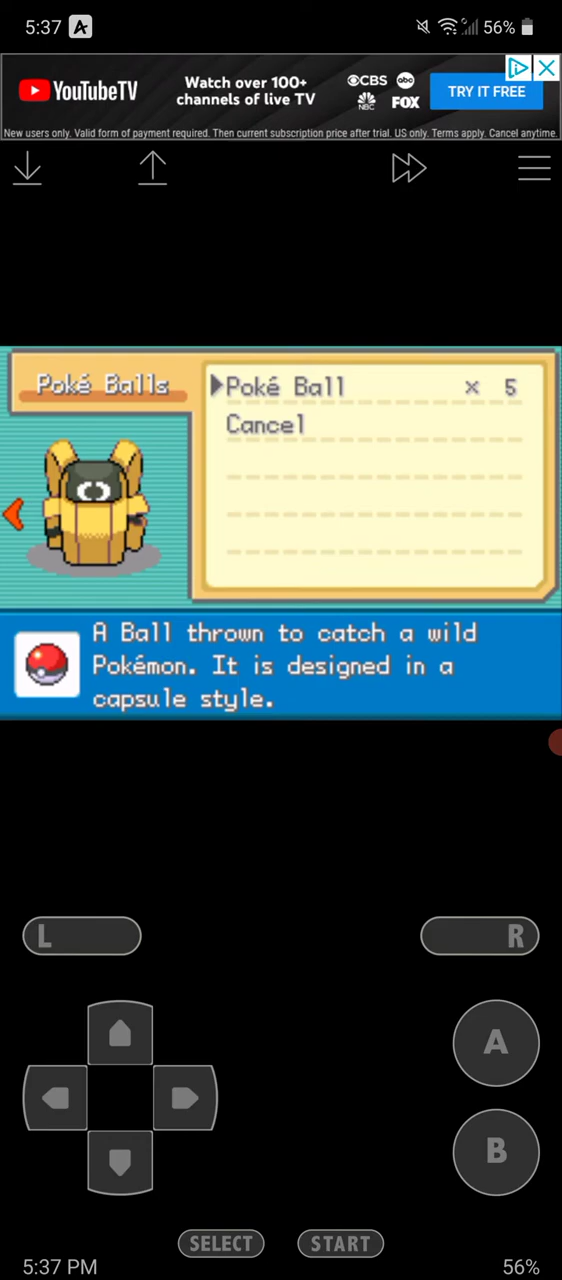 5:37 A 56%
YouTubeTV
Watch over 100+
channels of live TV
CBS abc
NBC FOX
TRY IT FREE
New users only. Valid form of payment required. Then current subscription price after trial. US only. Terms apply. Cancel anytime.
Poké Balls
Poké Ball × 5
Cancel
A Ball thrown to catch a wild
Pokémon. It is designed in a
capsule style.
L R
A
B
SELECT START
5:37 PM 56%